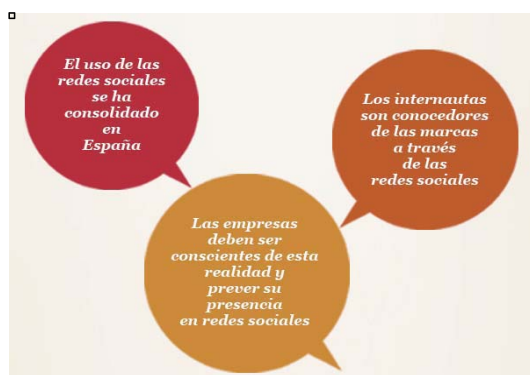 El uso de las
redes sociales
se ha
consolidado
en
España
Los internautas
son conocedores
de las marcas
a través
de las
redes sociales
Las empresas
deben ser
conscientes de esta
realidad y
prever su
presencia
en redes sociales